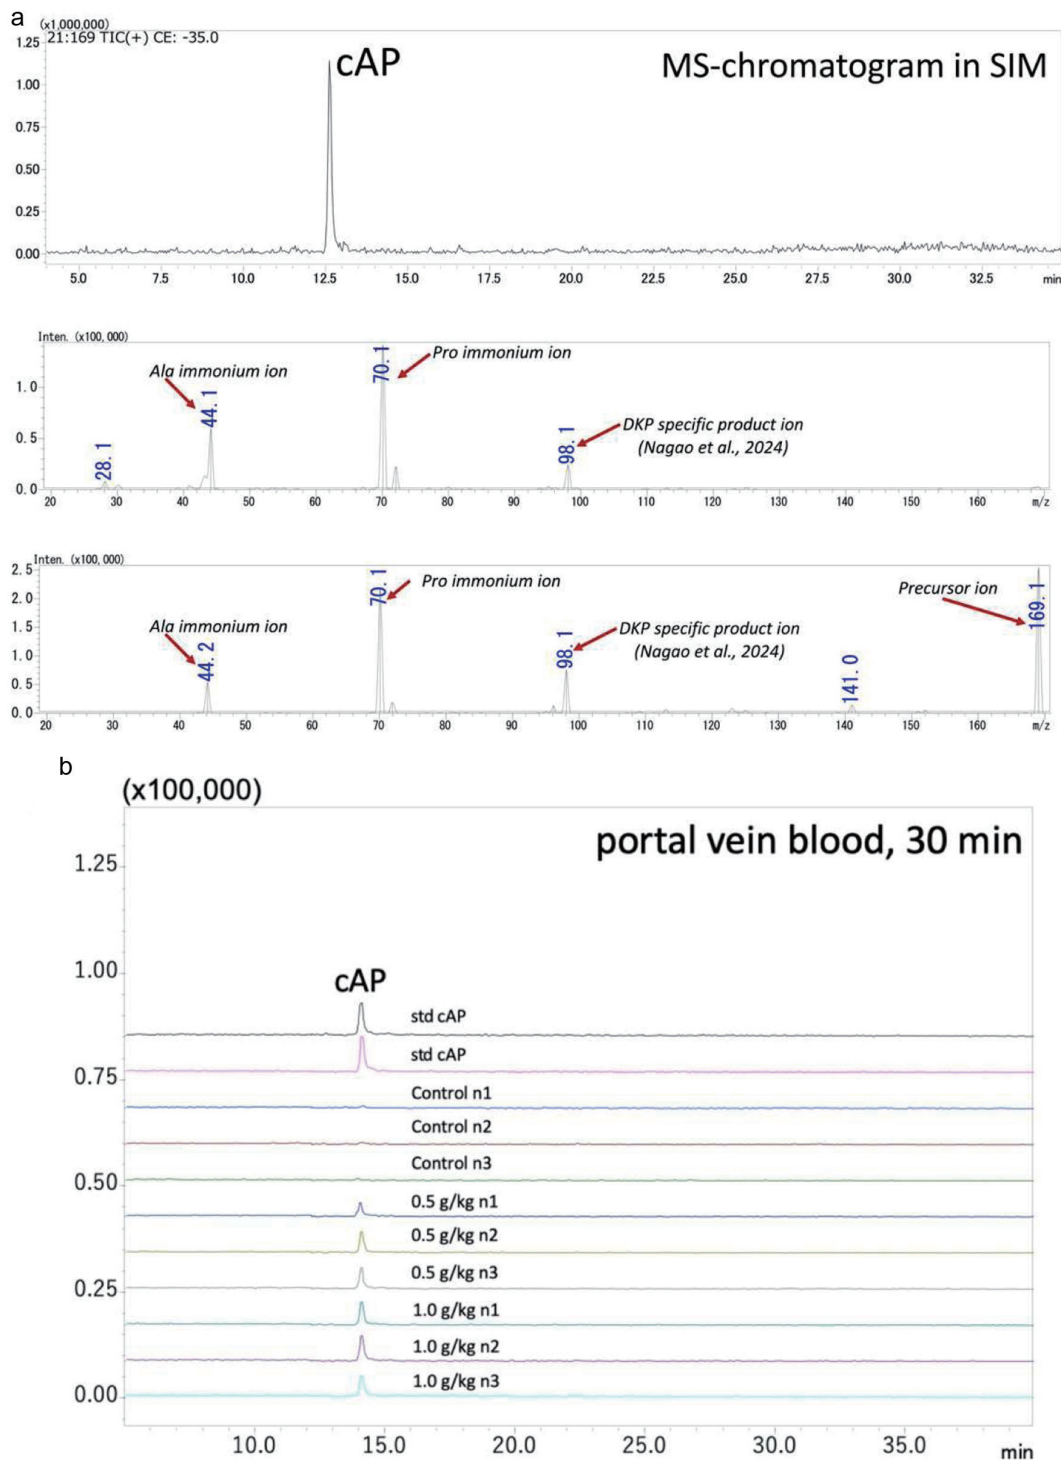 a
(x1,000,000)
21:169 TIC(+) CE: -35.0
1.25
cAP
MS-chromatogram in SIM
1.00
0.75
0.50
0.25
0.00
5.0 7.5 10.0 12.5 15.0 17.5 20.0 22.5 25.0 27.5 30.0 32.5 min
Inten. (x100,000)
Ala immonium ion
Pro immonium ion
DKP specific product ion
(Nagao et al., 2024)
28.1
44.1
70.1
98.1
1.0
0.5
0.0
20 30 40 50 60 70 80 90 100 110 120 130 140 150 160 m/z
Inten. (x100,000)
Ala immonium ion
Pro immonium ion
DKP specific product ion
(Nagao et al., 2024)
Precursor ion
44.2
70.1
98.1
141.0
169.1
2.5
2.0
1.5
1.0
0.5
0.0
20 30 40 50 60 70 80 90 100 110 120 130 140 150 160 m/z
b
(x100,000)
portal vein blood, 30 min
1.25
1.00
cAP
std cAP
std cAP
0.75
Control n1
Control n2
Control n3
0.50
0.5 g/kg n1
0.5 g/kg n2
0.5 g/kg n3
0.25
1.0 g/kg n1
1.0 g/kg n2
1.0 g/kg n3
0.00
10.0 15.0 20.0 25.0 30.0 35.0 min